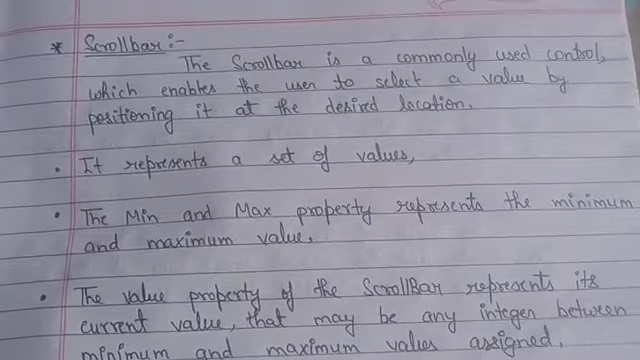 * Scrollbar:-
The Scrollbar is a commonly used control,
which enables the user to select a value by
positioning it at the desired location.
• It represents a set of values,
• The Min and Max property represents the minimum
and maximum value,
• The value property of the ScrollBar represents its
current value, that may be any integer between
minimum and maximum values assigned.